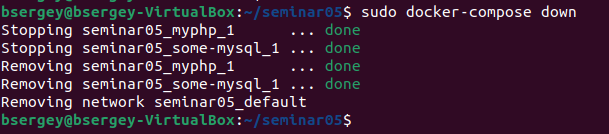 bsergey@bsergey-VirtualBox:~/seminar05$ sudo docker-compose down
Stopping seminar05_myphp_1      ... done
Stopping seminar05_some-mysql_1 ... done
Removing seminar05_myphp_1      ... done
Removing seminar05_some-mysql_1 ... done
Removing network seminar05_default
bsergey@bsergey-VirtualBox:~/seminar05$